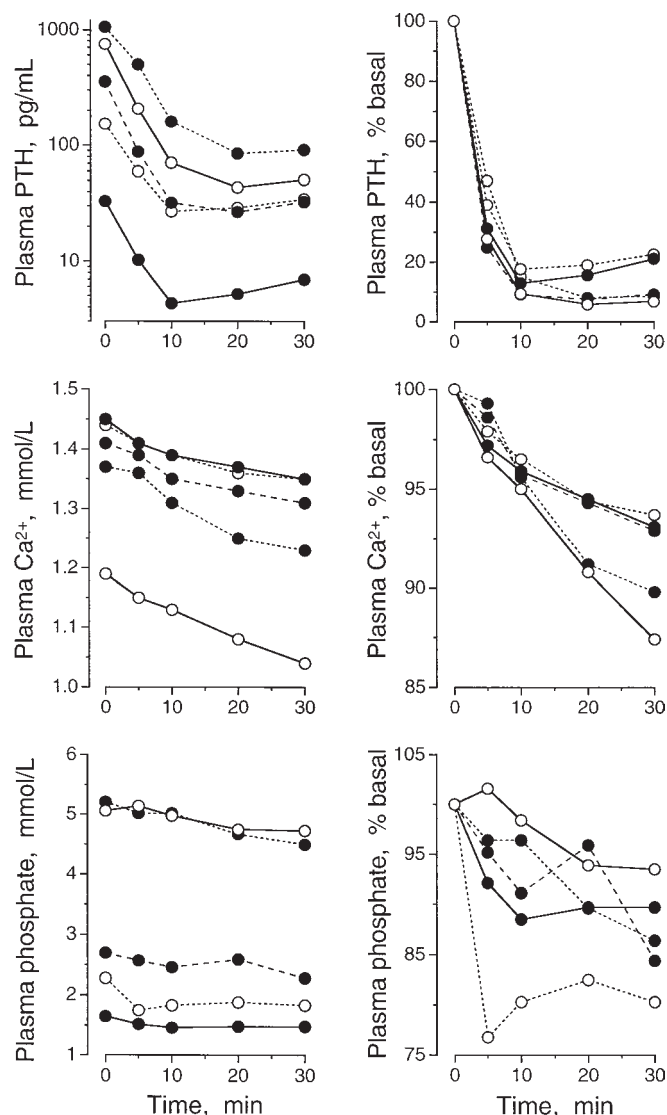 Plasma PTH, pg/mL
1000
100
10
0 10 20 30
Plasma PTH, % basal
100
80
60
40
20
0
0 10 20 30
Plasma Ca²⁺, mmol/L
1.5
1.4
1.3
1.2
1.1
1.0
0 10 20 30
Plasma Ca²⁺, % basal
100
95
90
85
0 10 20 30
Plasma phosphate, mmol/L
6
5
4
3
2
1
0 10 20 30
Time, min
Plasma phosphate, % basal
105
95
85
75
0 10 20 30
Time, min